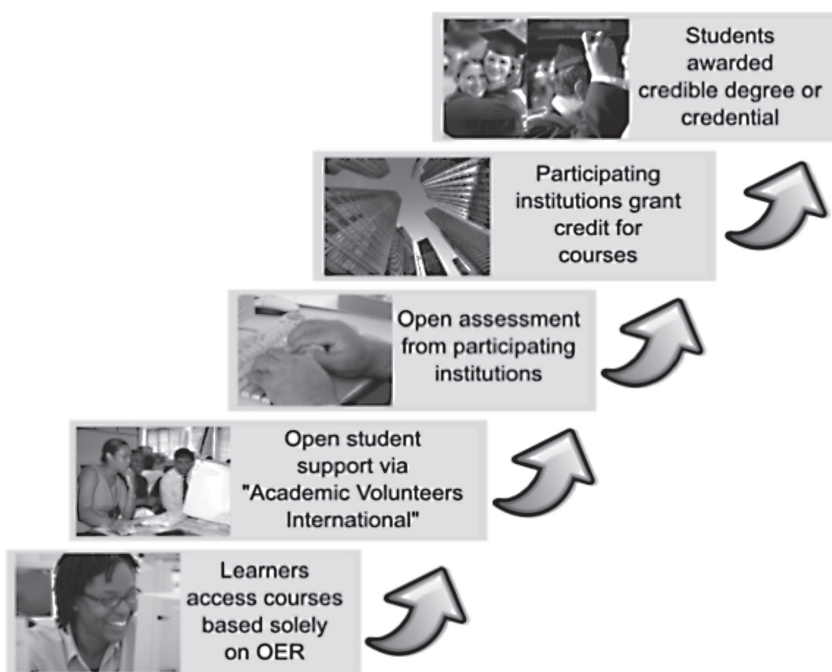 Students
awarded
credible degree or
credential
Participating
institutions grant
credit for
courses
Open assessment
from participating
institutions
Open student
support via
"Academic Volunteers
International"
Learners
access courses
based solely
on OER